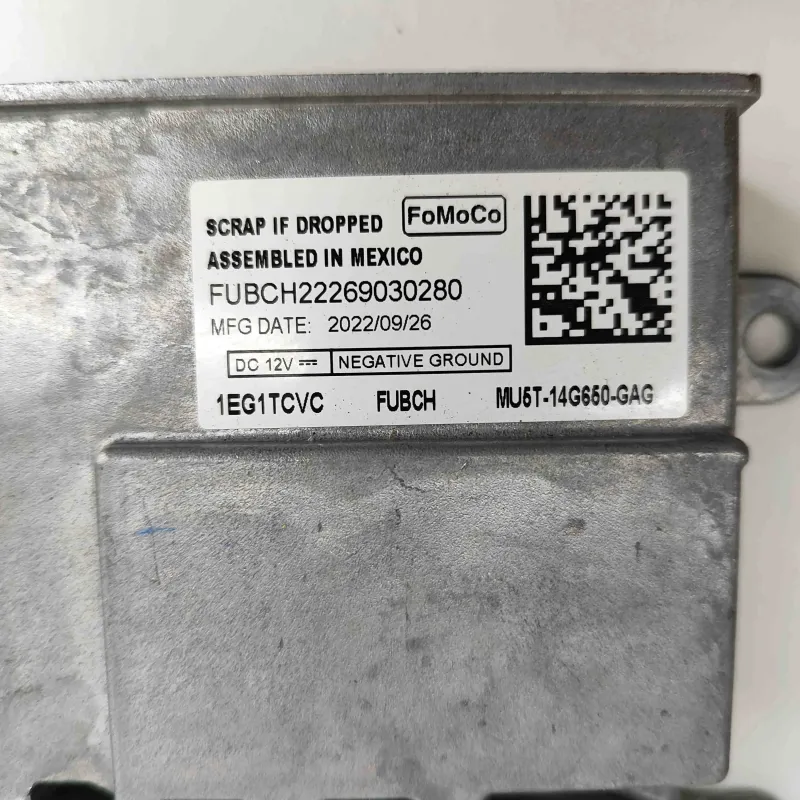 SCRAP IF DROPPED FoMoCo
ASSEMBLED IN MEXICO
FUBCH22269030280
MFG DATE: 2022/09/26
DC 12V ⎓ NEGATIVE GROUND
1EG1TCVC FUBCH MU5T-14G650-GAG